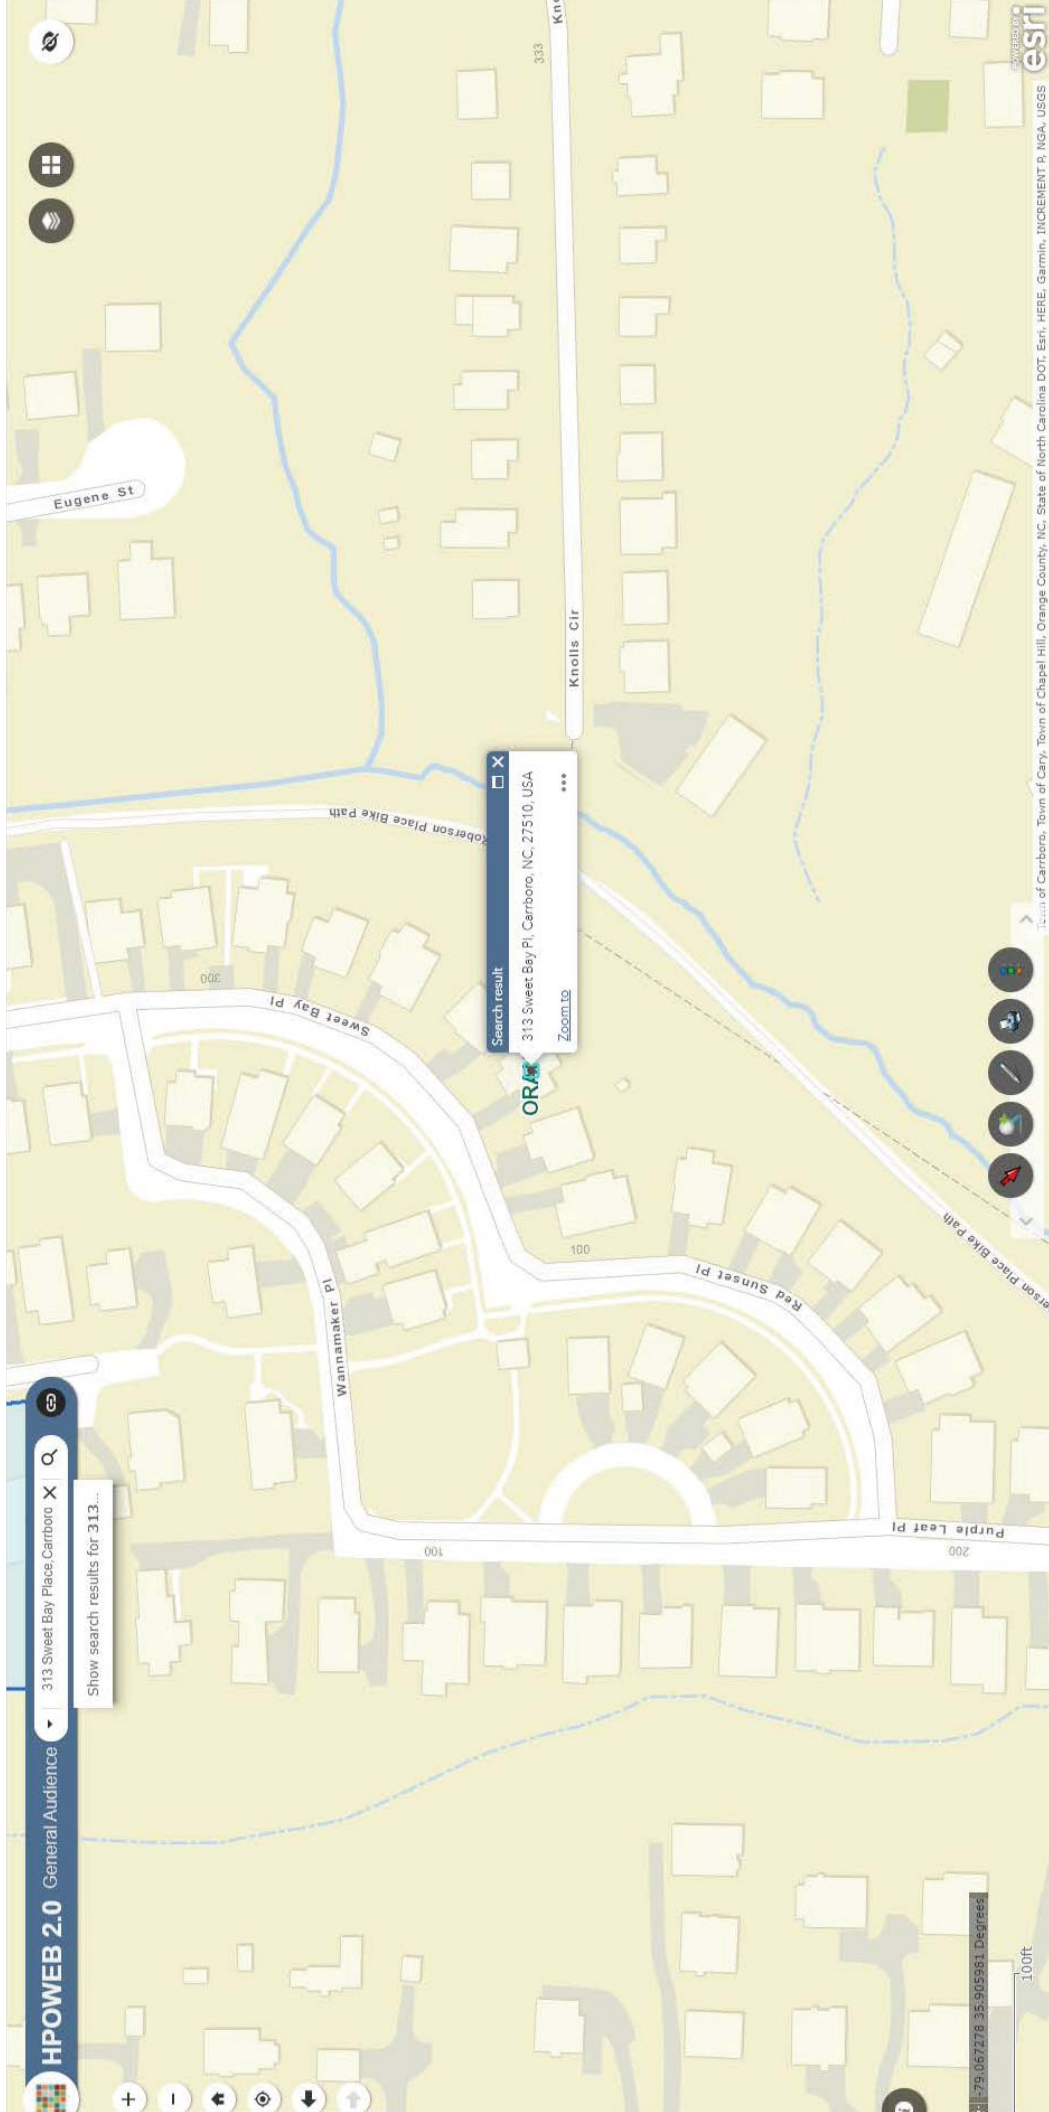 HPOWEB 2.0 General Audience
313 Sweet Bay Place,Carrboro
Show search results for 313...
Eugene St
Knolls Cir
333
Roberson Place Bike Path
300
Sweet Bay Pl
Search result
313 Sweet Bay Pl, Carrboro, NC, 27510, USA
Zoom to
•••
Wannamaker Pl
100
Red Sunset Pl
100
Purple Leaf Pl
200
erson Place Bike Path
-79.067278 35.905981 Degrees
100ft
of Carrboro, Town of Cary, Town of Chapel Hill, Orange County, NC, State of North Carolina DOT, Esri, HERE, Garmin, INCREMENT P, NGA, USGS
POWERED BY
esri